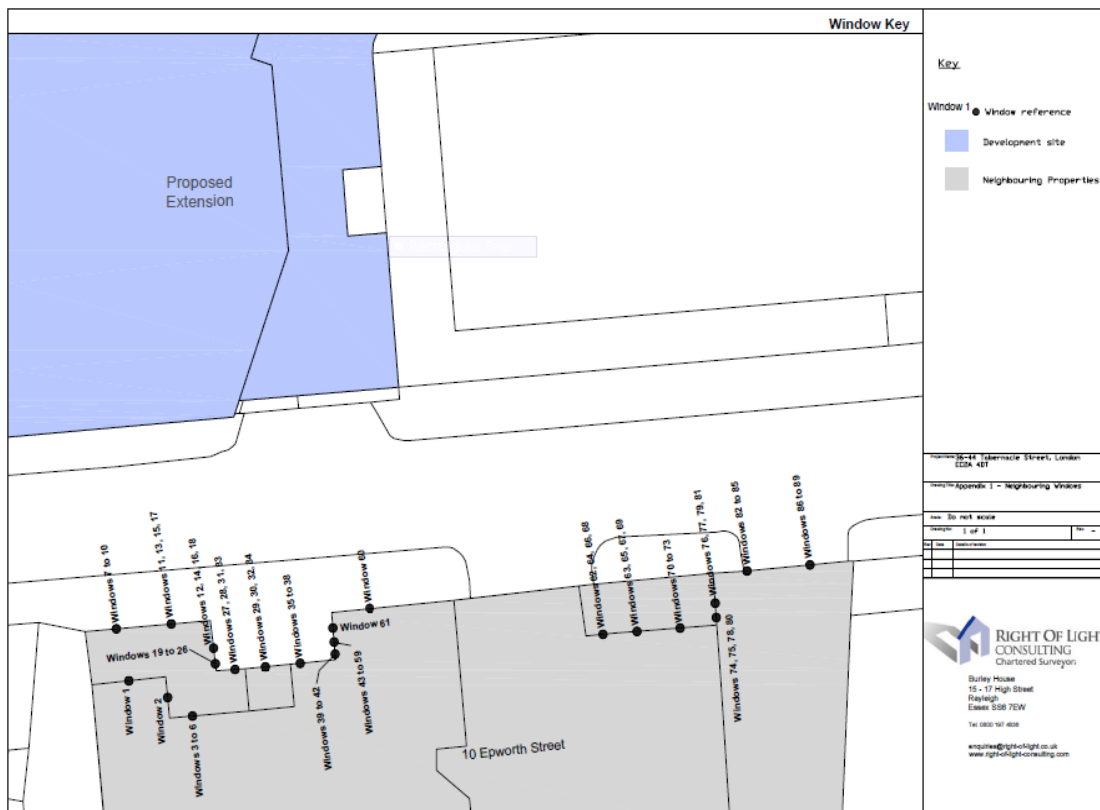 Window Key
Key
Window 1
Window reference
Development site
Neighbouring Properties
Proposed
Extension
Windows 7 to 10
Windows 11, 13, 15, 17
Windows 12, 14, 16, 18
Windows 27, 28, 31, 83
Windows 29, 30, 32, 84
Windows 35 to 38
Window 60
Window 61
Windows 19 to 26
Window 1
Window 2
Windows 3 to 6
Windows 39 to 42
Windows 43 to 59
Windows 62, 64, 66, 68
Windows 63, 65, 67, 69
Windows 70 to 73
Windows 76, 77, 79, 81
Windows 82 to 85
Windows 86 to 89
Windows 74, 75, 78, 80
10 Epworth Street
36-44 Tabernacle Street, London
EC2A 4DT
Appendix 1 - Neighbouring Windows
Do not scale
1 of 1
-
RIGHT OF LIGHT
CONSULTING
Chartered Surveyors
Burley House
15 - 17 High Street
Rayleigh
Essex SS6 7EW
Tel: 0800 197 4836
enquiries@right-of-light.co.uk
www.right-of-light-consulting.com